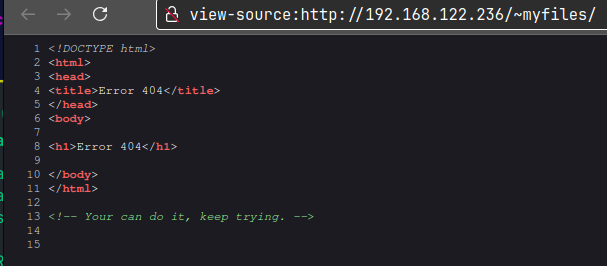 view-source:http://192.168.122.236/~myfiles/
1 <!DOCTYPE html>
2 <html>
3 <head>
4 <title>Error 404</title>
5 </head>
6 <body>
7
8 <h1>Error 404</h1>
9
10 </body>
11 </html>
12
13 <!-- Your can do it, keep trying. -->
14
15